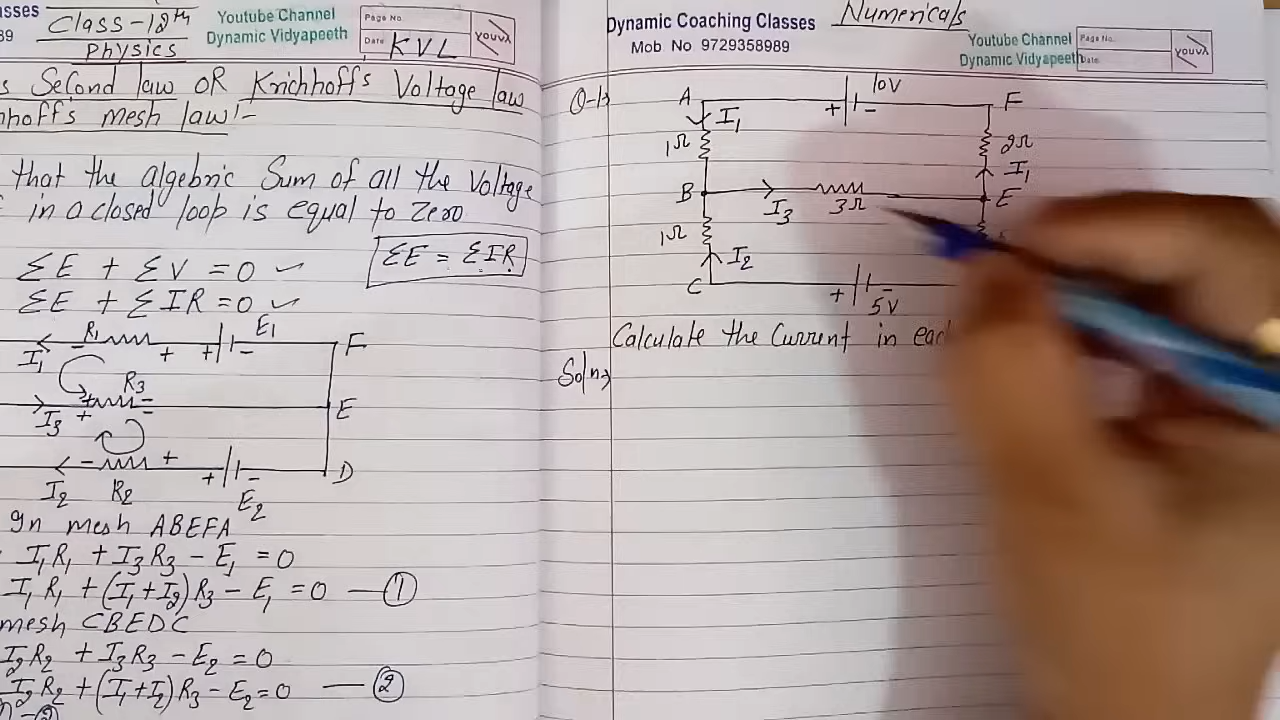 sses
89
Class-12th
Physics
Youtube Channel
Dynamic Vidyapeeth
Page No.
Date KVL
youva
s Second law OR Krichhoff's Voltage law
hhoff's mesh law:-
that the algebric Sum of all the Voltage
in a closed loop is equal to Zero
ΣE + ΣV = 0
ΣE + ΣIR = 0
ΣE = ΣIR
R1 + + - E1 F
I1
R3
I3 + E
- + + - D
I2 R2 E2
In mesh ABEFA
I1R1 + I3R3 - E1 = 0
I1R1 + (I1+I2)R3 - E1 = 0 — ①
mesh CBEDC
I2R2 + I3R3 - E2 = 0
I2R2 + (I1+I2)R3 - E2 = 0 — ②
Dynamic Coaching Classes
Mob No 9729358989
Numericals
Youtube Channel
Dynamic Vidyapeeth
Page No.
Date
youva
Q-1) A + - 10V F
I1
1Ω 2Ω
I1
B I3 3Ω E
1Ω
I2
C + - 5V
Calculate the Current in eac
Soln)